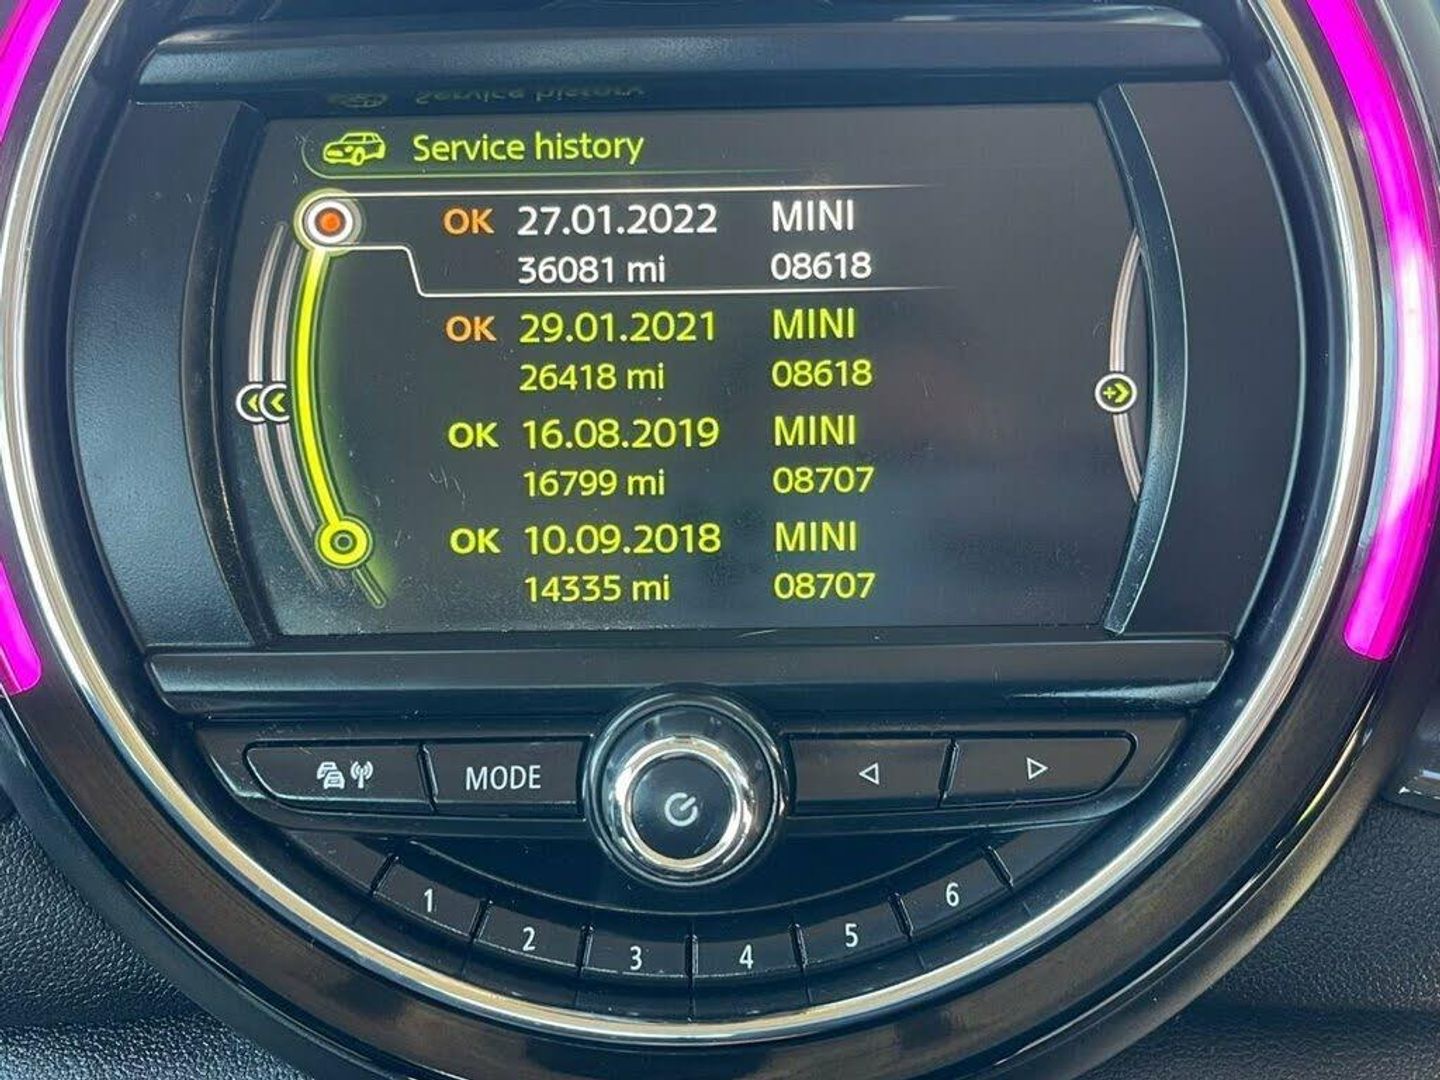 Service history
OK 27.01.2022 MINI
36081 mi 08618
OK 29.01.2021 MINI
26418 mi 08618
OK 16.08.2019 MINI
16799 mi 08707
OK 10.09.2018 MINI
14335 mi 08707
MODE
1
2
3
4
5
6